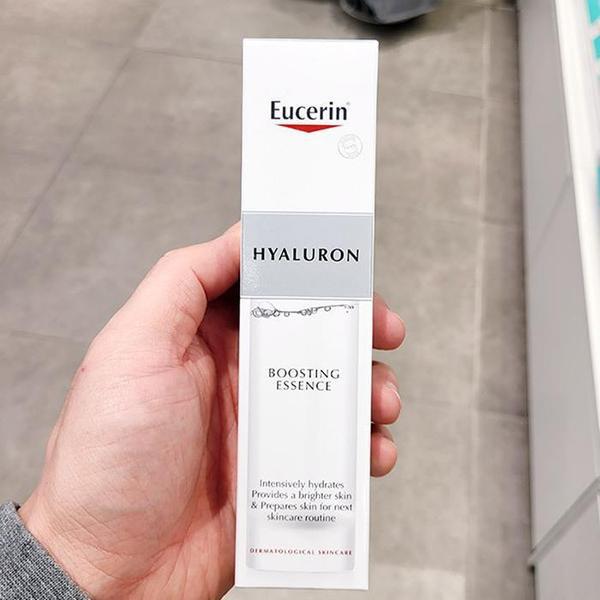 Eucerin®
HYALURON
BOOSTING
ESSENCE
Intensively hydrates
Provides a brighter skin
& Prepares skin for next
skincare routine
DERMATOLOGICAL SKINCARE